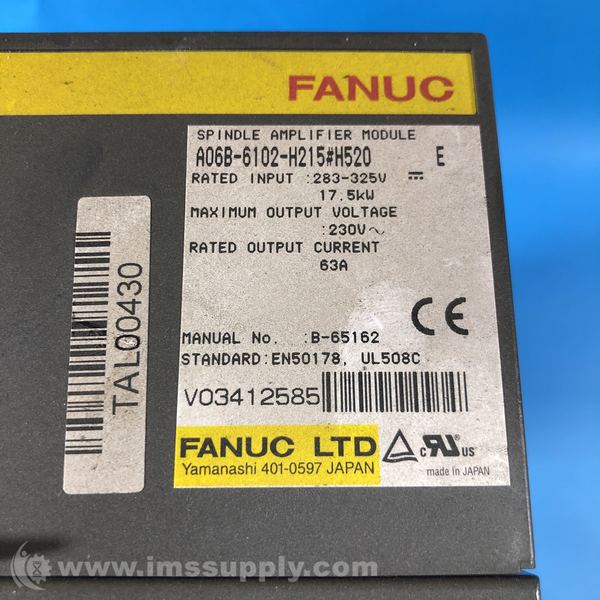 FANUC
SPINDLE AMPLIFIER MODULE
A06B-6102-H215#H520 E
RATED INPUT :283-325V ⎓
17.5kW
MAXIMUM OUTPUT VOLTAGE
:230V∼
RATED OUTPUT CURRENT
63A
CE
MANUAL No. :B-65162
STANDARD:EN50178, UL508C
V03412585
FANUC LTD
Yamanashi 401-0597 JAPAN
c RU US
made in JAPAN
TAL00430
www.imssupply.com